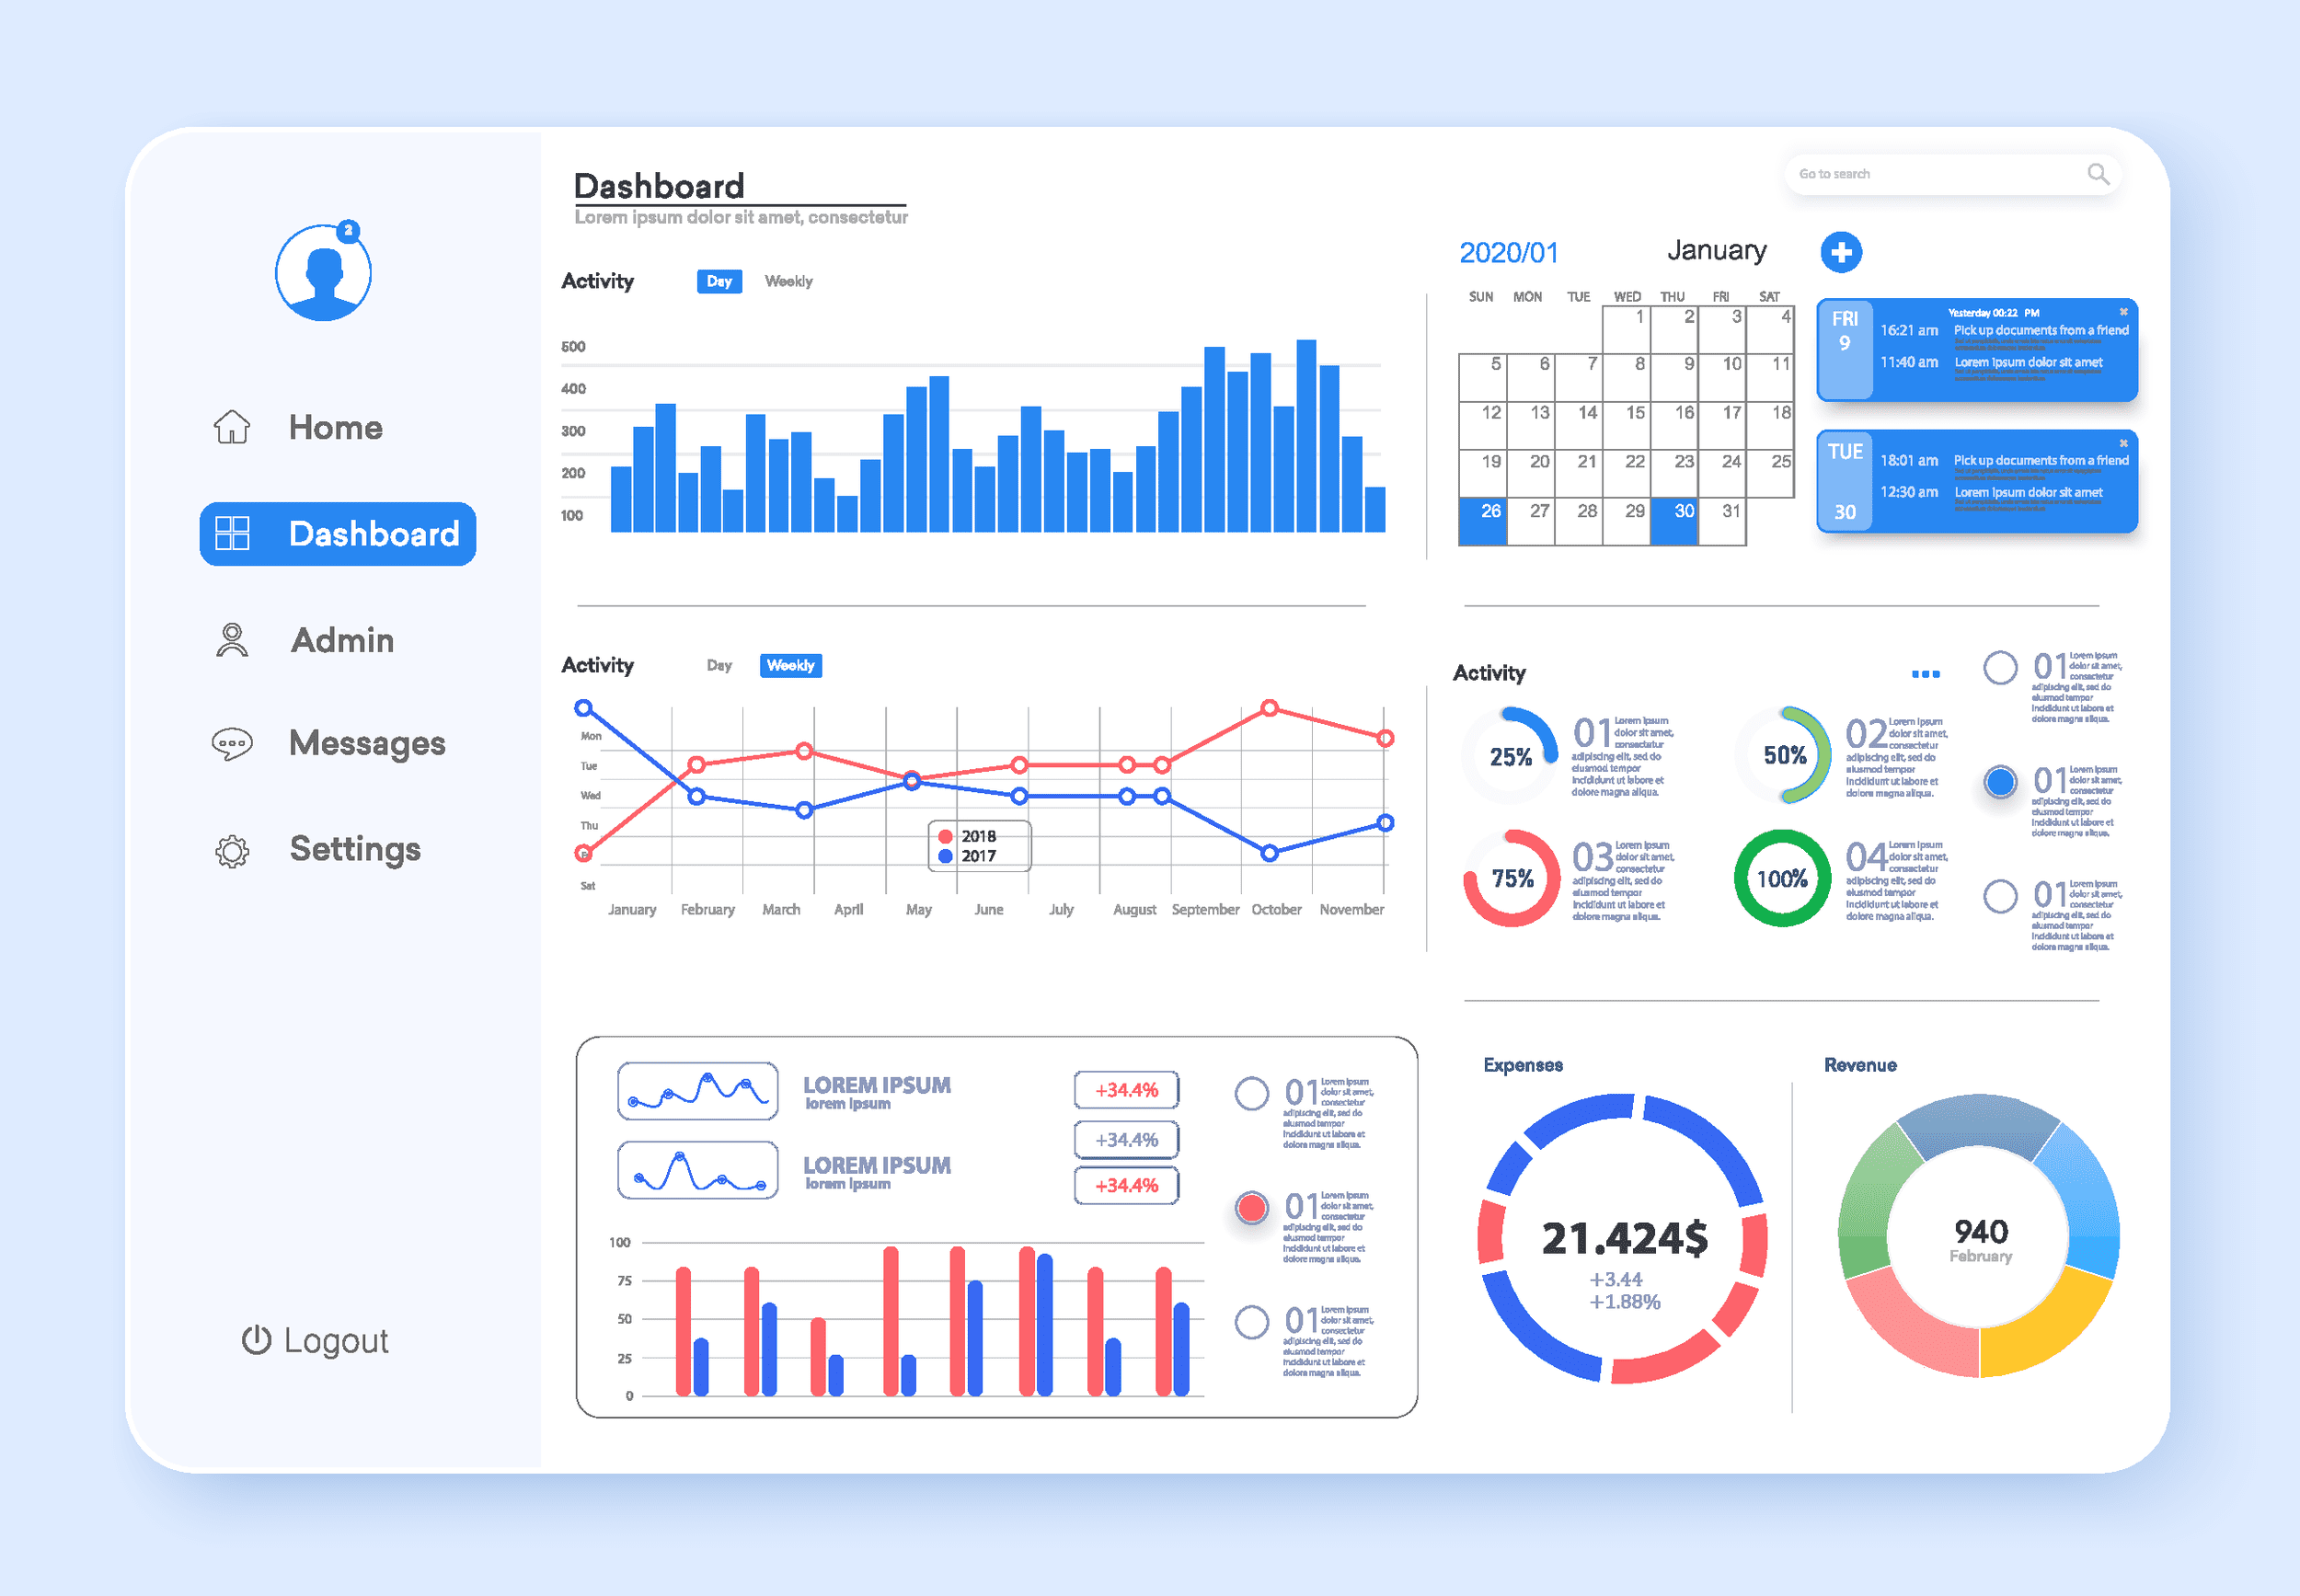 2
Home
Dashboard
Admin
Messages
Settings
Logout
Dashboard
Lorem ipsum dolor sit amet, consectetur
Go to search
Activity
Day
Weekly
500
400
300
200
100
2020/01
January
SUN MON TUE WED THU FRI SAT
1 2 3 4
5 6 7 8 9 10 11
12 13 14 15 16 17 18
19 20 21 22 23 24 25
26 27 28 29 30 31
FRI
9
Yesterday 00:22 PM
16:21 am Pick up documents from a friend
11:40 am Lorem ipsum dolor sit amet
TUE
30
18:01 am Pick up documents from a friend
12:30 am Lorem ipsum dolor sit amet
Activity
Day
Weekly
Mon
Tue
Wed
Thu
Sat
2018
2017
January February March April May June July August September October November
Activity
25%
01
Lorem ipsum
dolor sit amet,
consectetur
adipiscing elit, sed do
eiusmod tempor
incididunt ut labore et
dolore magna aliqua.
50%
02
Lorem ipsum
dolor sit amet,
consectetur
adipiscing elit, sed do
eiusmod tempor
incididunt ut labore et
dolore magna aliqua.
75%
03
Lorem ipsum
dolor sit amet,
consectetur
adipiscing elit, sed do
eiusmod tempor
incididunt ut labore et
dolore magna aliqua.
100%
04
Lorem ipsum
dolor sit amet,
consectetur
adipiscing elit, sed do
eiusmod tempor
incididunt ut labore et
dolore magna aliqua.
01
Lorem ipsum
dolor sit amet,
consectetur
adipiscing elit, sed do
eiusmod tempor
incididunt ut labore et
dolore magna aliqua.
01
Lorem ipsum
dolor sit amet,
consectetur
adipiscing elit, sed do
eiusmod tempor
incididunt ut labore et
dolore magna aliqua.
01
Lorem ipsum
dolor sit amet,
consectetur
adipiscing elit, sed do
eiusmod tempor
incididunt ut labore et
dolore magna aliqua.
LOREM IPSUM
lorem ipsum
LOREM IPSUM
lorem ipsum
+34.4%
+34.4%
+34.4%
100
75
50
25
0
01
Lorem ipsum
dolor sit amet,
consectetur
adipiscing elit, sed do
eiusmod tempor
incididunt ut labore et
dolore magna aliqua.
01
Lorem ipsum
dolor sit amet,
consectetur
adipiscing elit, sed do
eiusmod tempor
incididunt ut labore et
dolore magna aliqua.
01
Lorem ipsum
dolor sit amet,
consectetur
adipiscing elit, sed do
eiusmod tempor
incididunt ut labore et
dolore magna aliqua.
Expenses
21.424$
+3.44
+1.88%
Revenue
940
February